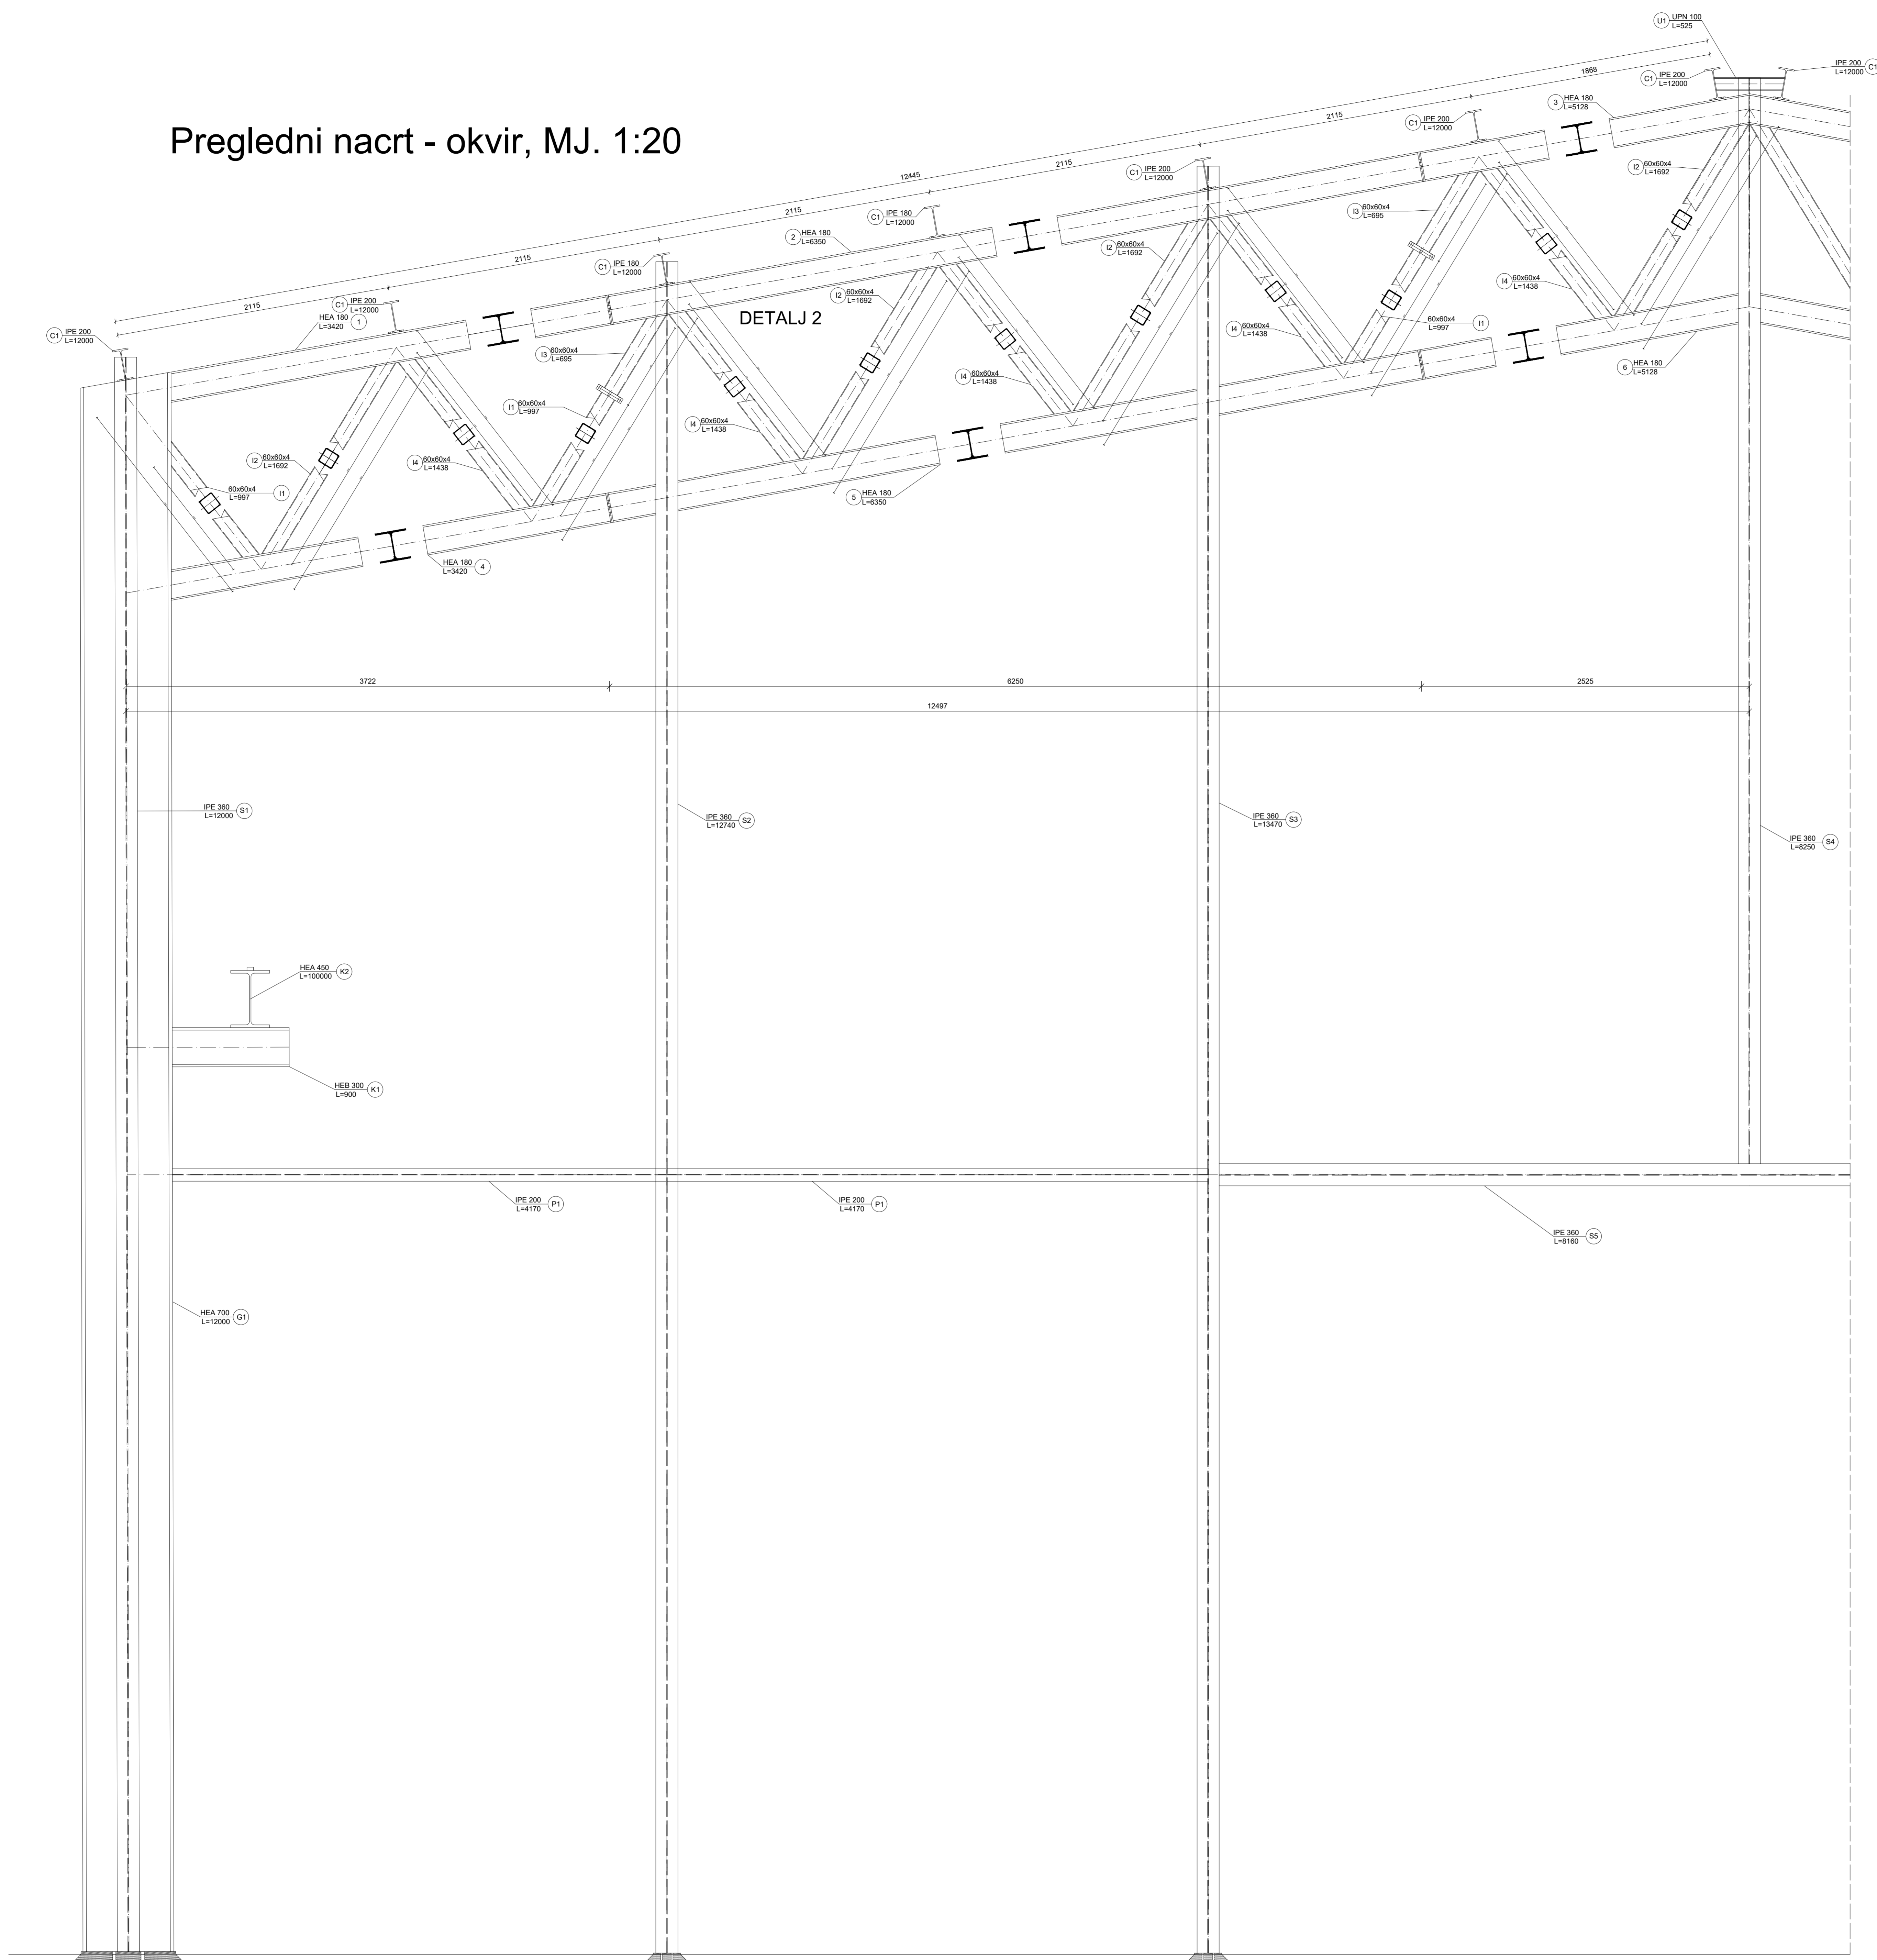 U1 UPN 100
L=525
1868
IPE 200 C1
L=12000
C1 IPE 200
L=12000
3 HEA 180
L=5128
Pregledni nacrt - okvir, MJ. 1:20
2115
C1 IPE 200
L=12000
12445
2115
C1 IPE 200
L=12000
I2 60x60x4
L=1692
2115
C1 IPE 180
L=12000
I3 60x60x4
L=695
2 HEA 180
L=6350
I2 60x60x4
L=1692
2115
C1 IPE 180
L=12000
I4 60x60x4
L=1438
2115
C1 IPE 200
L=12000
I2 60x60x4
L=1692
HEA 180 1
L=3420
DETALJ 2
60x60x4 I1
L=997
C1 IPE 200
L=12000
I4 60x60x4
L=1438
I3 60x60x4
L=695
6 HEA 180
L=5128
I4 60x60x4
L=1438
I1 60x60x4
L=997
I4 60x60x4
L=1438
I2 60x60x4
L=1692
I4 60x60x4
L=1438
60x60x4 I1
L=997
5 HEA 180
L=6350
HEA 180 4
L=3420
3722
6250
2525
12497
IPE 360 S1
L=12000
IPE 360 S2
L=12740
IPE 360 S3
L=13470
IPE 360 S4
L=8250
HEA 450 K2
L=100000
HEB 300 K1
L=900
IPE 200 P1
L=4170
IPE 200 P1
L=4170
IPE 360 S5
L=8160
HEA 700 G1
L=12000